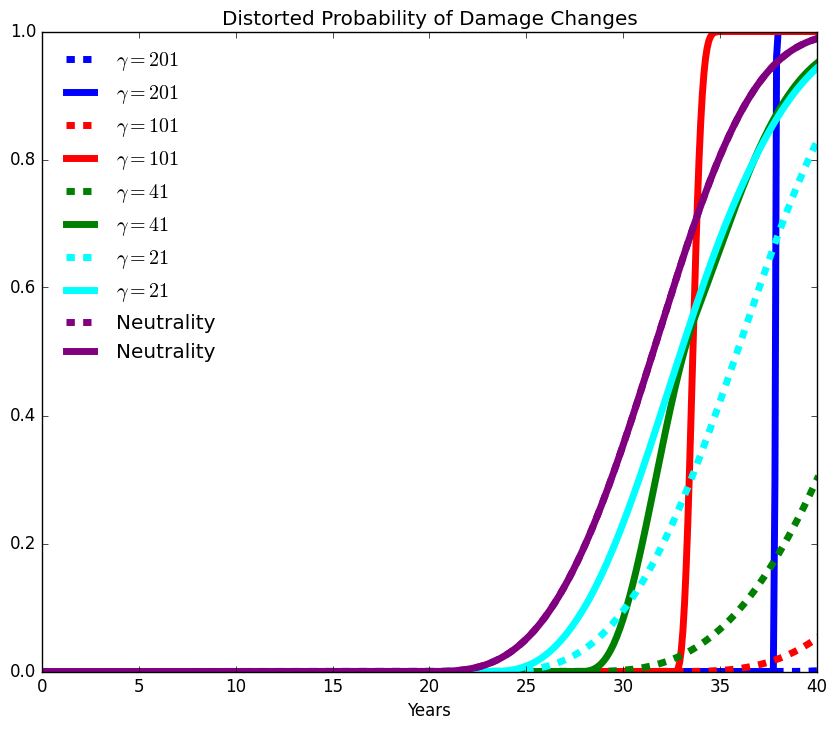 Distorted Probability of Damage Changes
1.0
0.8
0.6
0.4
0.2
0.0
γ = 201
γ = 201
γ = 101
γ = 101
γ = 41
γ = 41
γ = 21
γ = 21
Neutrality
Neutrality
0 5 10 15 20 25 30 35 40
Years